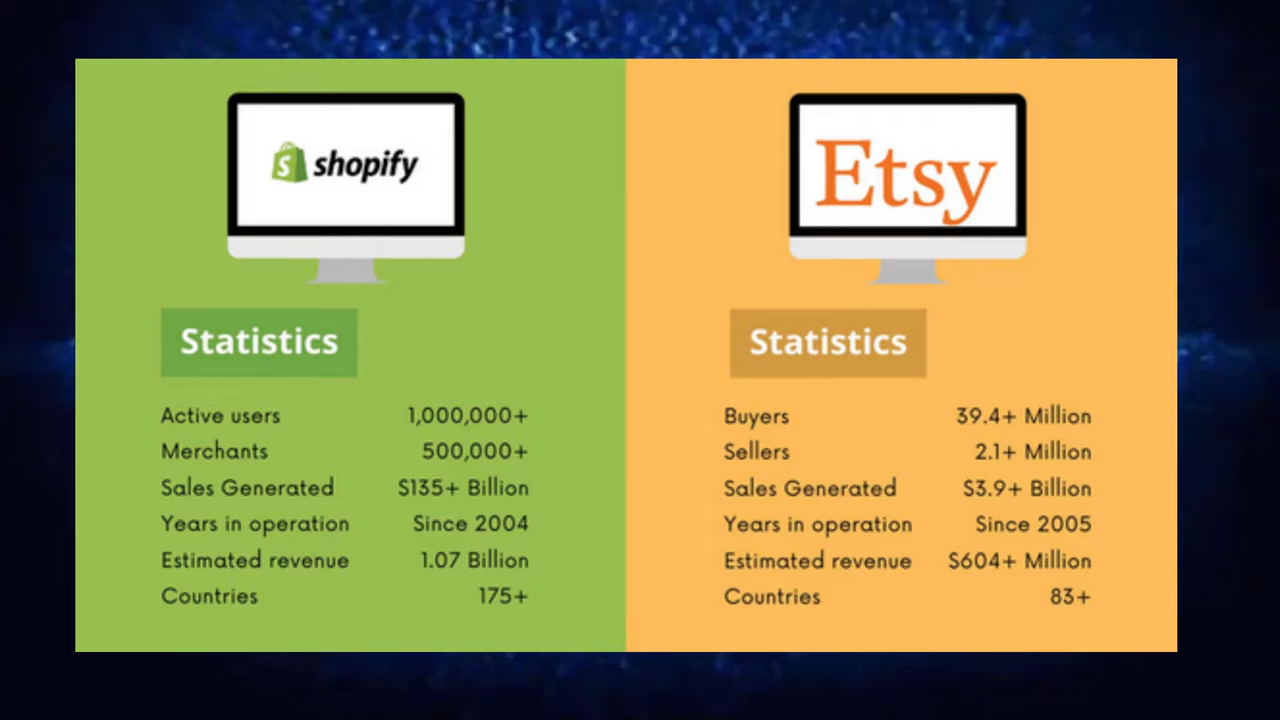 shopify
Statistics
Active users 1,000,000+
Merchants 500,000+
Sales Generated $135+ Billion
Years in operation Since 2004
Estimated revenue 1.07 Billion
Countries 175+
Etsy
Statistics
Buyers 39.4+ Million
Sellers 2.1+ Million
Sales Generated $3.9+ Billion
Years in operation Since 2005
Estimated revenue $604+ Million
Countries 83+